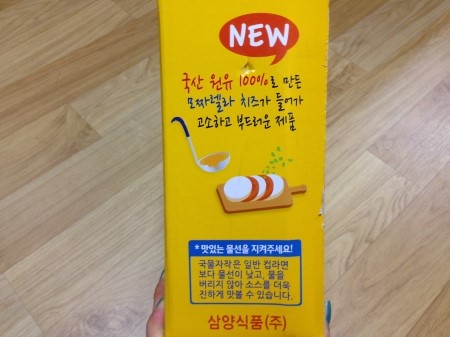 NEW
국산 원유 100%로 만든
모짜렐라 치즈가 들어가
고소하고 부드러운 제품
*맛있는 물선을 지켜주세요!
국물자작은 일반 컵라면
보다 물선이 낮고, 물을
버리지 않아 소스를 더욱
진하게 맛볼 수 있습니다.
삼양식품(주)